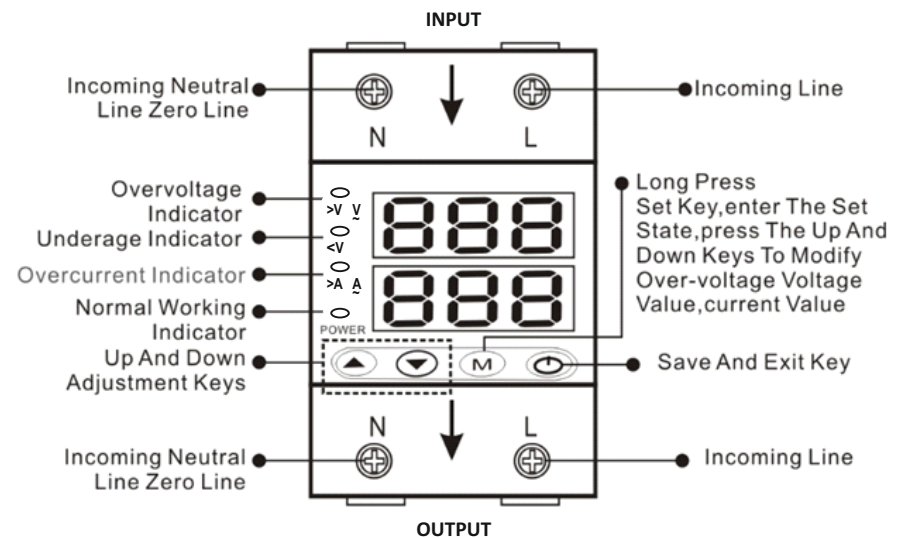 INPUT
Incoming Neutral
Line Zero Line
Incoming Line
N
L
Overvoltage
Indicator
Underage Indicator
Overcurrent Indicator
Normal Working
Indicator
Up And Down
Adjustment Keys
>V V~
<V
>A A~
POWER
888
888
M
Long Press
Set Key,enter The Set
State,press The Up And
Down Keys To Modify
Over-voltage Voltage
Value,current Value
Save And Exit Key
N
L
Incoming Neutral
Line Zero Line
Incoming Line
OUTPUT